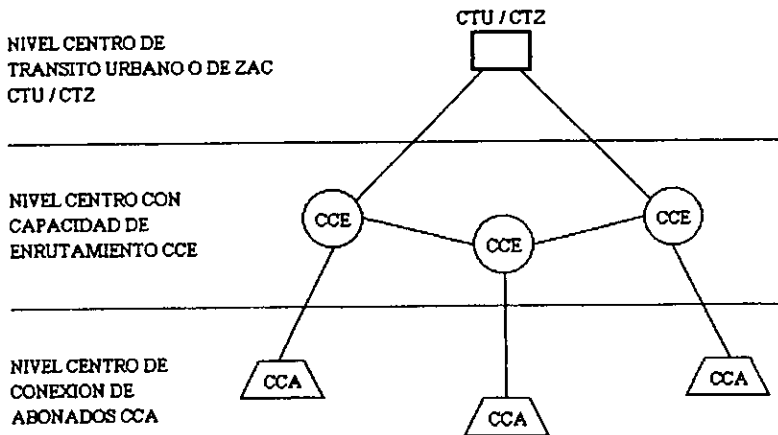 CTU / CTZ
NIVEL CENTRO DE
TRANSITO URBANO O DE ZAC
CTU / CTZ
NIVEL CENTRO CON
CAPACIDAD DE
ENRUTAMIENTO CCE
CCE
CCE
CCE
NIVEL CENTRO DE
CONEXION DE
ABONADOS CCA
CCA
CCA
CCA